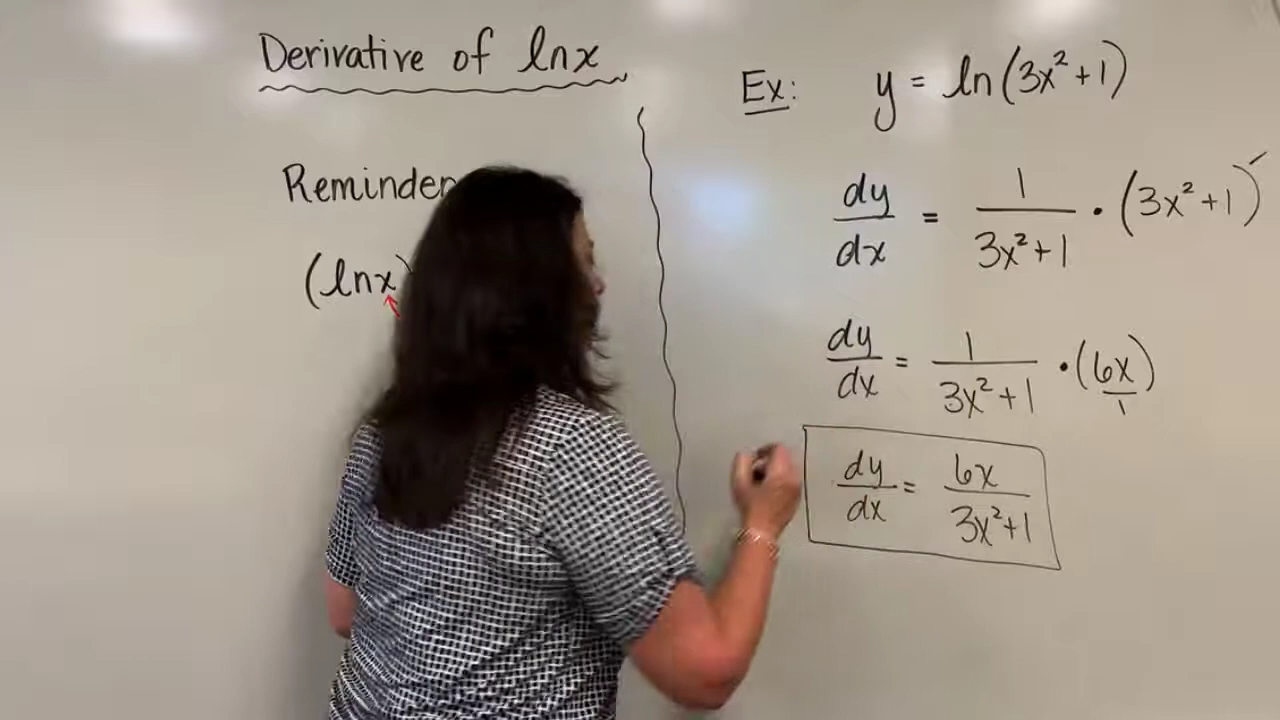 Derivative of lnx
Reminder
(lnx)
Ex: y = ln(3x²+1)
dy/dx = 1/(3x²+1) · (3x²+1)′
dy/dx = 1/(3x²+1) · (6x/1)
dy/dx = 6x/(3x²+1)